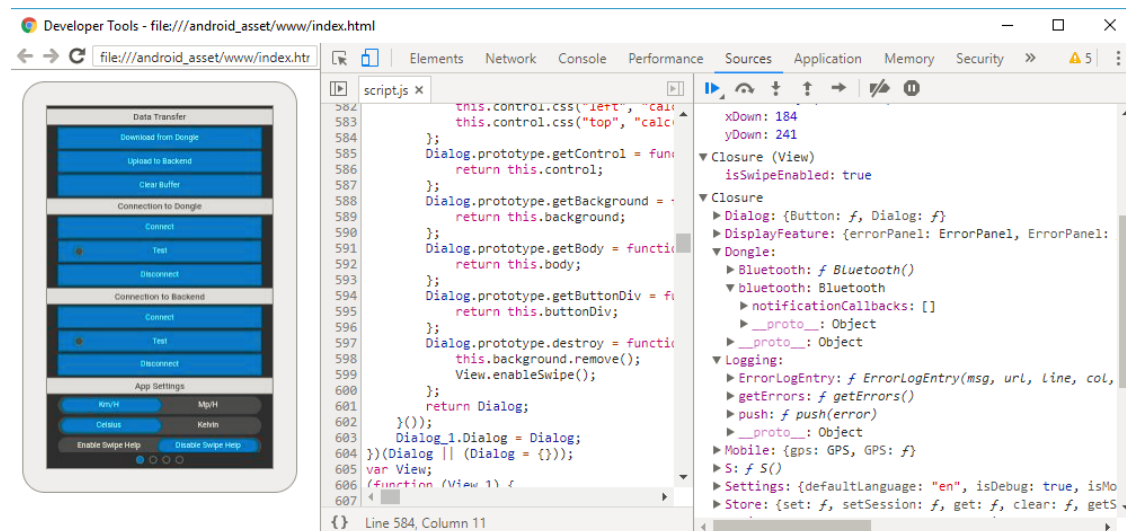 Developer Tools - file:///android_asset/www/index.html
file:///android_asset/www/index.htr
Elements Network Console Performance Sources Application Memory Security » 5
Data Transfer
Download from Dongle
Upload to Backend
Clear Buffer
Connection to Dongle
Connect
Test
Disconnect
Connection to Backend
Connect
Test
Disconnect
App Settings
Km/H Mp/H
Celsius Kelvin
Enable Swipe Help Disable Swipe Help
script.js ×
582 this.control.css("left", "calc
583 this.control.css("top", "calc(
584 };
585 Dialog.prototype.getControl = func
586 return this.control;
587 };
588 Dialog.prototype.getBackground =
589 return this.background;
590 };
591 Dialog.prototype.getBody = functio
592 return this.body;
593 };
594 Dialog.prototype.getButtonDiv = fu
595 return this.buttonDiv;
596 };
597 Dialog.prototype.destroy = functio
598 this.background.remove();
599 View.enableSwipe();
600 };
601 return Dialog;
602 }());
603 Dialog_1.Dialog = Dialog;
604 })(Dialog || (Dialog = {}));
605 var View;
606 (function (View_1) {
607
{} Line 584, Column 11
xDown: 184
yDown: 241
Closure (View)
isSwipeEnabled: true
Closure
Dialog: {Button: ƒ, Dialog: ƒ}
DisplayFeature: {errorPanel: ErrorPanel, ErrorPanel:
Dongle:
Bluetooth: ƒ Bluetooth()
bluetooth: Bluetooth
notificationCallbacks: []
__proto__: Object
__proto__: Object
Logging:
ErrorLogEntry: ƒ ErrorLogEntry(msg, url, line, col,
getErrors: ƒ getErrors()
push: ƒ push(error)
__proto__: Object
Mobile: {gps: GPS, GPS: ƒ}
S: ƒ S()
Settings: {defaultLanguage: "en", isDebug: true, isMo
Store: {set: ƒ, setSession: ƒ, get: ƒ, clear: ƒ, getS